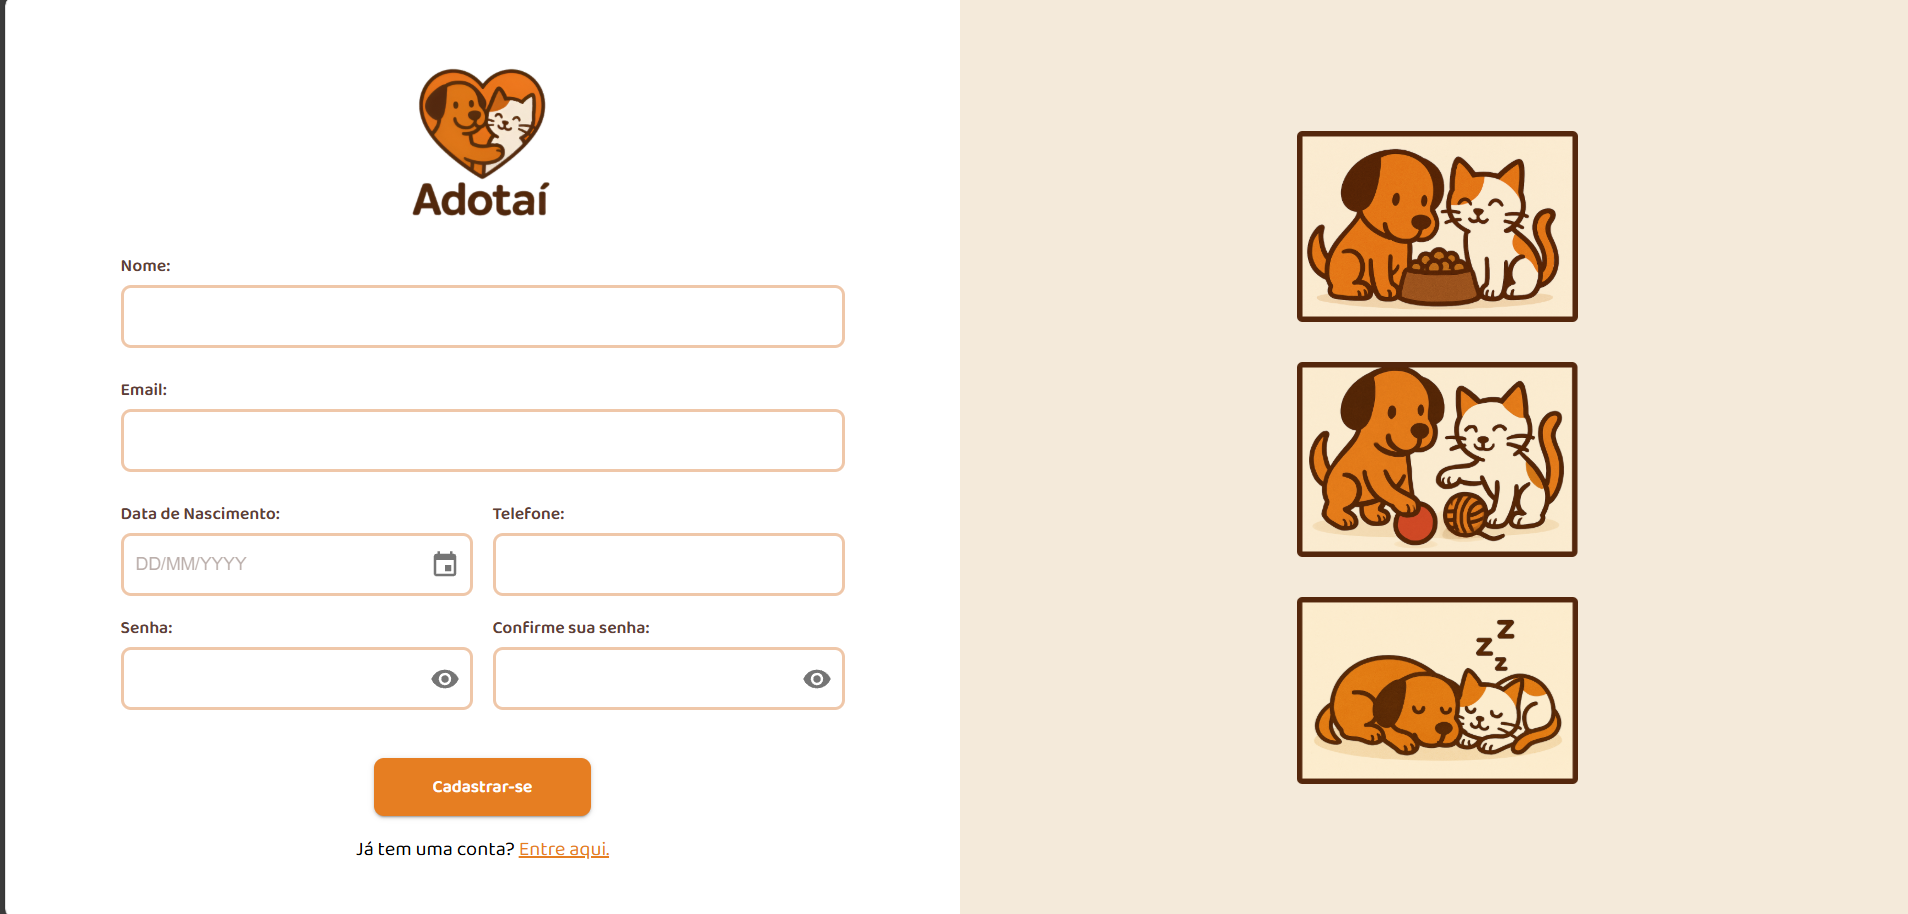 Adotaí
Nome:
Email:
Data de Nascimento:
Telefone:
DD/MM/YYYY
Senha:
Confirme sua senha:
Cadastrar-se
Já tem uma conta? Entre aqui.
z
z
z